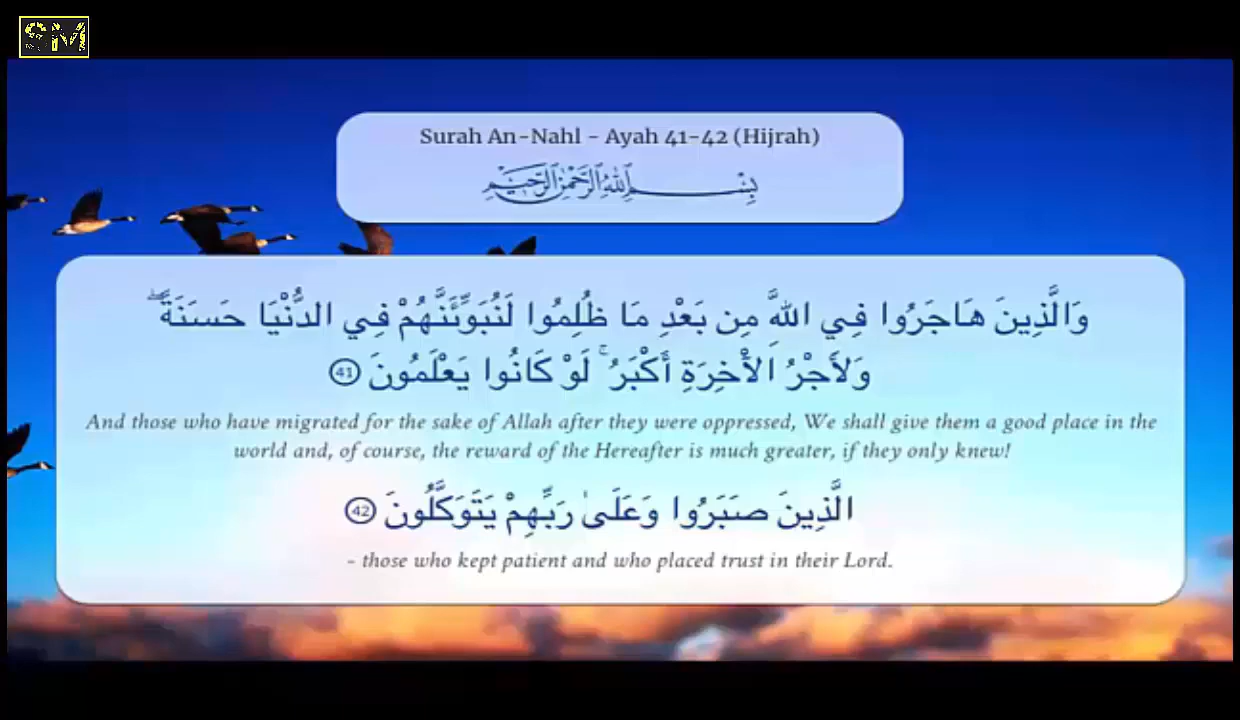 SM
Surah An-Nahl - Ayah 41-42 (Hijrah)
بِسْمِ اللهِ الرَّحْمٰنِ الرَّحِيْمِ
وَالَّذِينَ هَاجَرُوا فِي اللَّهِ مِن بَعْدِ مَا ظُلِمُوا لَنُبَوِّئَنَّهُمْ فِي الدُّنْيَا حَسَنَةً ۖ
وَلَأَجْرُ الْآخِرَةِ أَكْبَرُ ۚ لَوْ كَانُوا يَعْلَمُونَ 41
And those who have migrated for the sake of Allah after they were oppressed, We shall give them a good place in the
world and, of course, the reward of the Hereafter is much greater, if they only knew!
الَّذِينَ صَبَرُوا وَعَلَىٰ رَبِّهِمْ يَتَوَكَّلُونَ 42
- those who kept patient and who placed trust in their Lord.